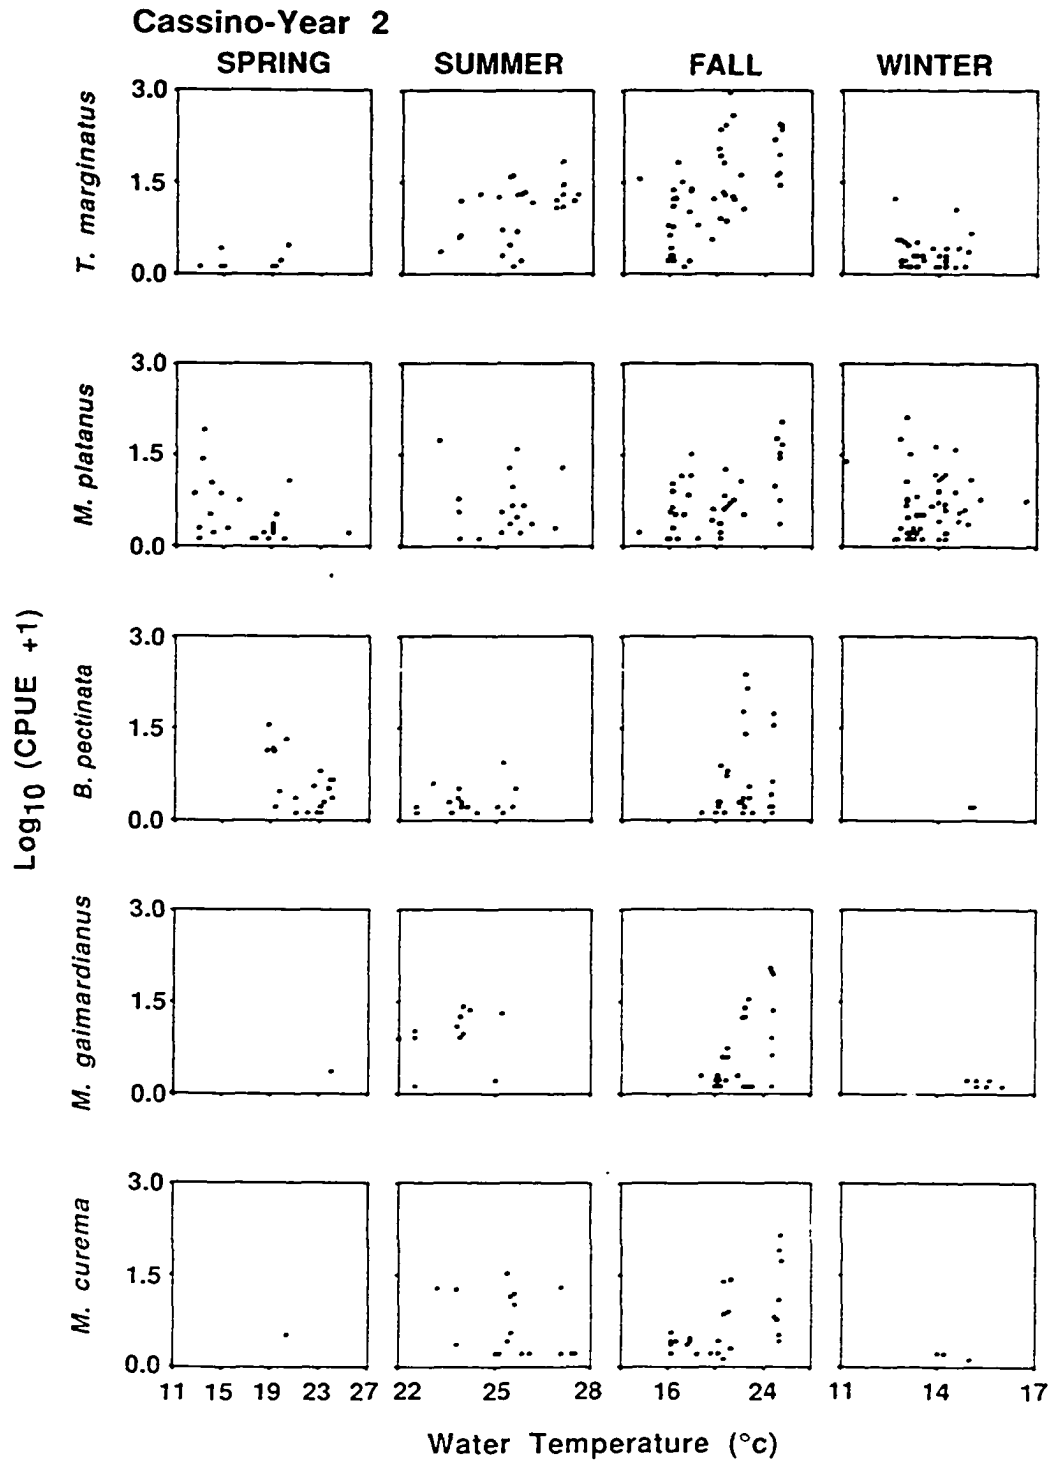 Cassino-Year 2
SPRING SUMMER FALL WINTER
T. marginatus
3.0
1.5
0.0
M. platanus
3.0
1.5
0.0
Log10 (CPUE +1)
B. pectinata
3.0
1.5
0.0
M. gaimardianus
3.0
1.5
0.0
M. curema
3.0
1.5
0.0
11 15 19 23 27 22 25 28 16 24 11 14 17
Water Temperature (°c)